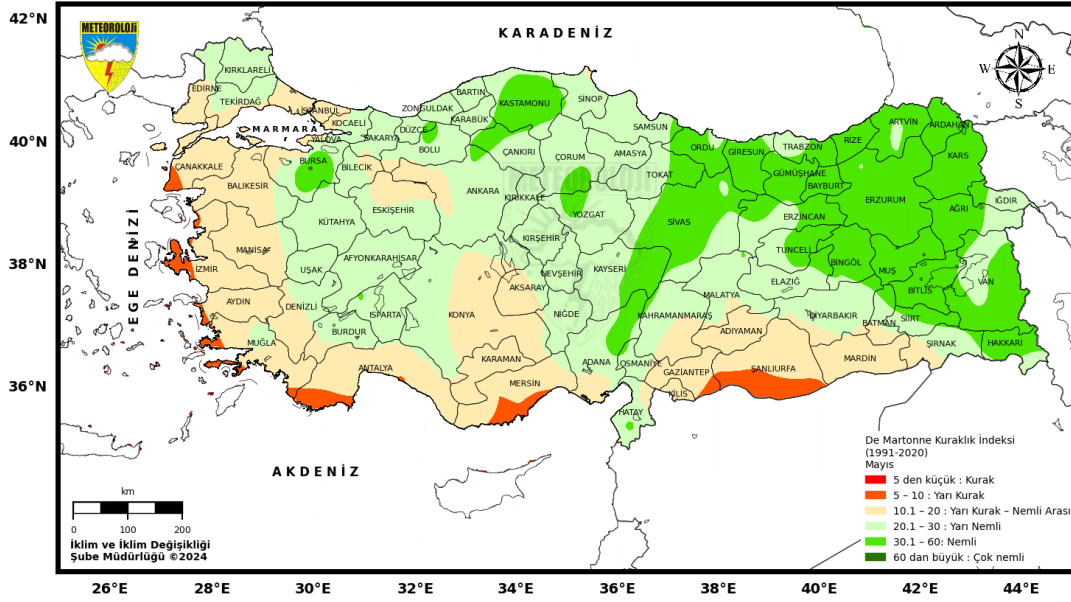 42°N
40°N
38°N
36°N
METEOROLOJİ
KARADENİZ
N
W E
S
KIRKLARELİ
EDİRNE
TEKİRDAĞ
İSTANBUL
KOCAELİ
MARMARA
YALOVA
SAKARYA
DÜZCE
ZONGULDAK
BARTIN
KARABÜK
KASTAMONU
SİNOP
SAMSUN
ORDU
GİRESUN
TRABZON
RİZE
ARTVİN
ARDAHAN
KARS
ÇANAKKALE
BURSA
BİLECİK
BOLU
ÇANKIRI
ÇORUM
AMASYA
TOKAT
GÜMÜŞHANE
BAYBURT
ERZURUM
AĞRI
IĞDIR
BALIKESİR
ESKİŞEHİR
ANKARA
KIRIKKALE
METEOROLOJİ
YOZGAT
SİVAS
ERZİNCAN
KÜTAHYA
EGE DENİZİ
MANİSA
UŞAK
AFYONKARAHİSAR
KIRŞEHİR
TUNCELİ
BİNGÖL
MUŞ
BİTLİS
VAN
İZMİR
AKSARAY
NEVŞEHİR
KAYSERİ
MALATYA
ELAZIĞ
AYDIN
DENİZLİ
ISPARTA
BURDUR
KONYA
NİĞDE
KAHRAMANMARAŞ
DİYARBAKIR
BATMAN
SİİRT
ŞIRNAK
HAKKARİ
MUĞLA
ANTALYA
KARAMAN
MERSİN
ADANA
OSMANİYE
ADIYAMAN
GAZİANTEP
ŞANLIURFA
MARDİN
KİLİS
HATAY
AKDENİZ
De Martonne Kuraklık İndeksi
(1991-2020)
Mayıs
5 den küçük : Kurak
5 – 10 : Yarı Kurak
10.1 – 20 : Yarı Kurak – Nemli Arası
20.1 – 30 : Yarı Nemli
30.1 – 60: Nemli
60 dan büyük : Çok nemli
km
0 100 200
İklim ve İklim Değişikliği
Şube Müdürlüğü ©2024
26°E 28°E 30°E 32°E 34°E 36°E 38°E 40°E 42°E 44°E